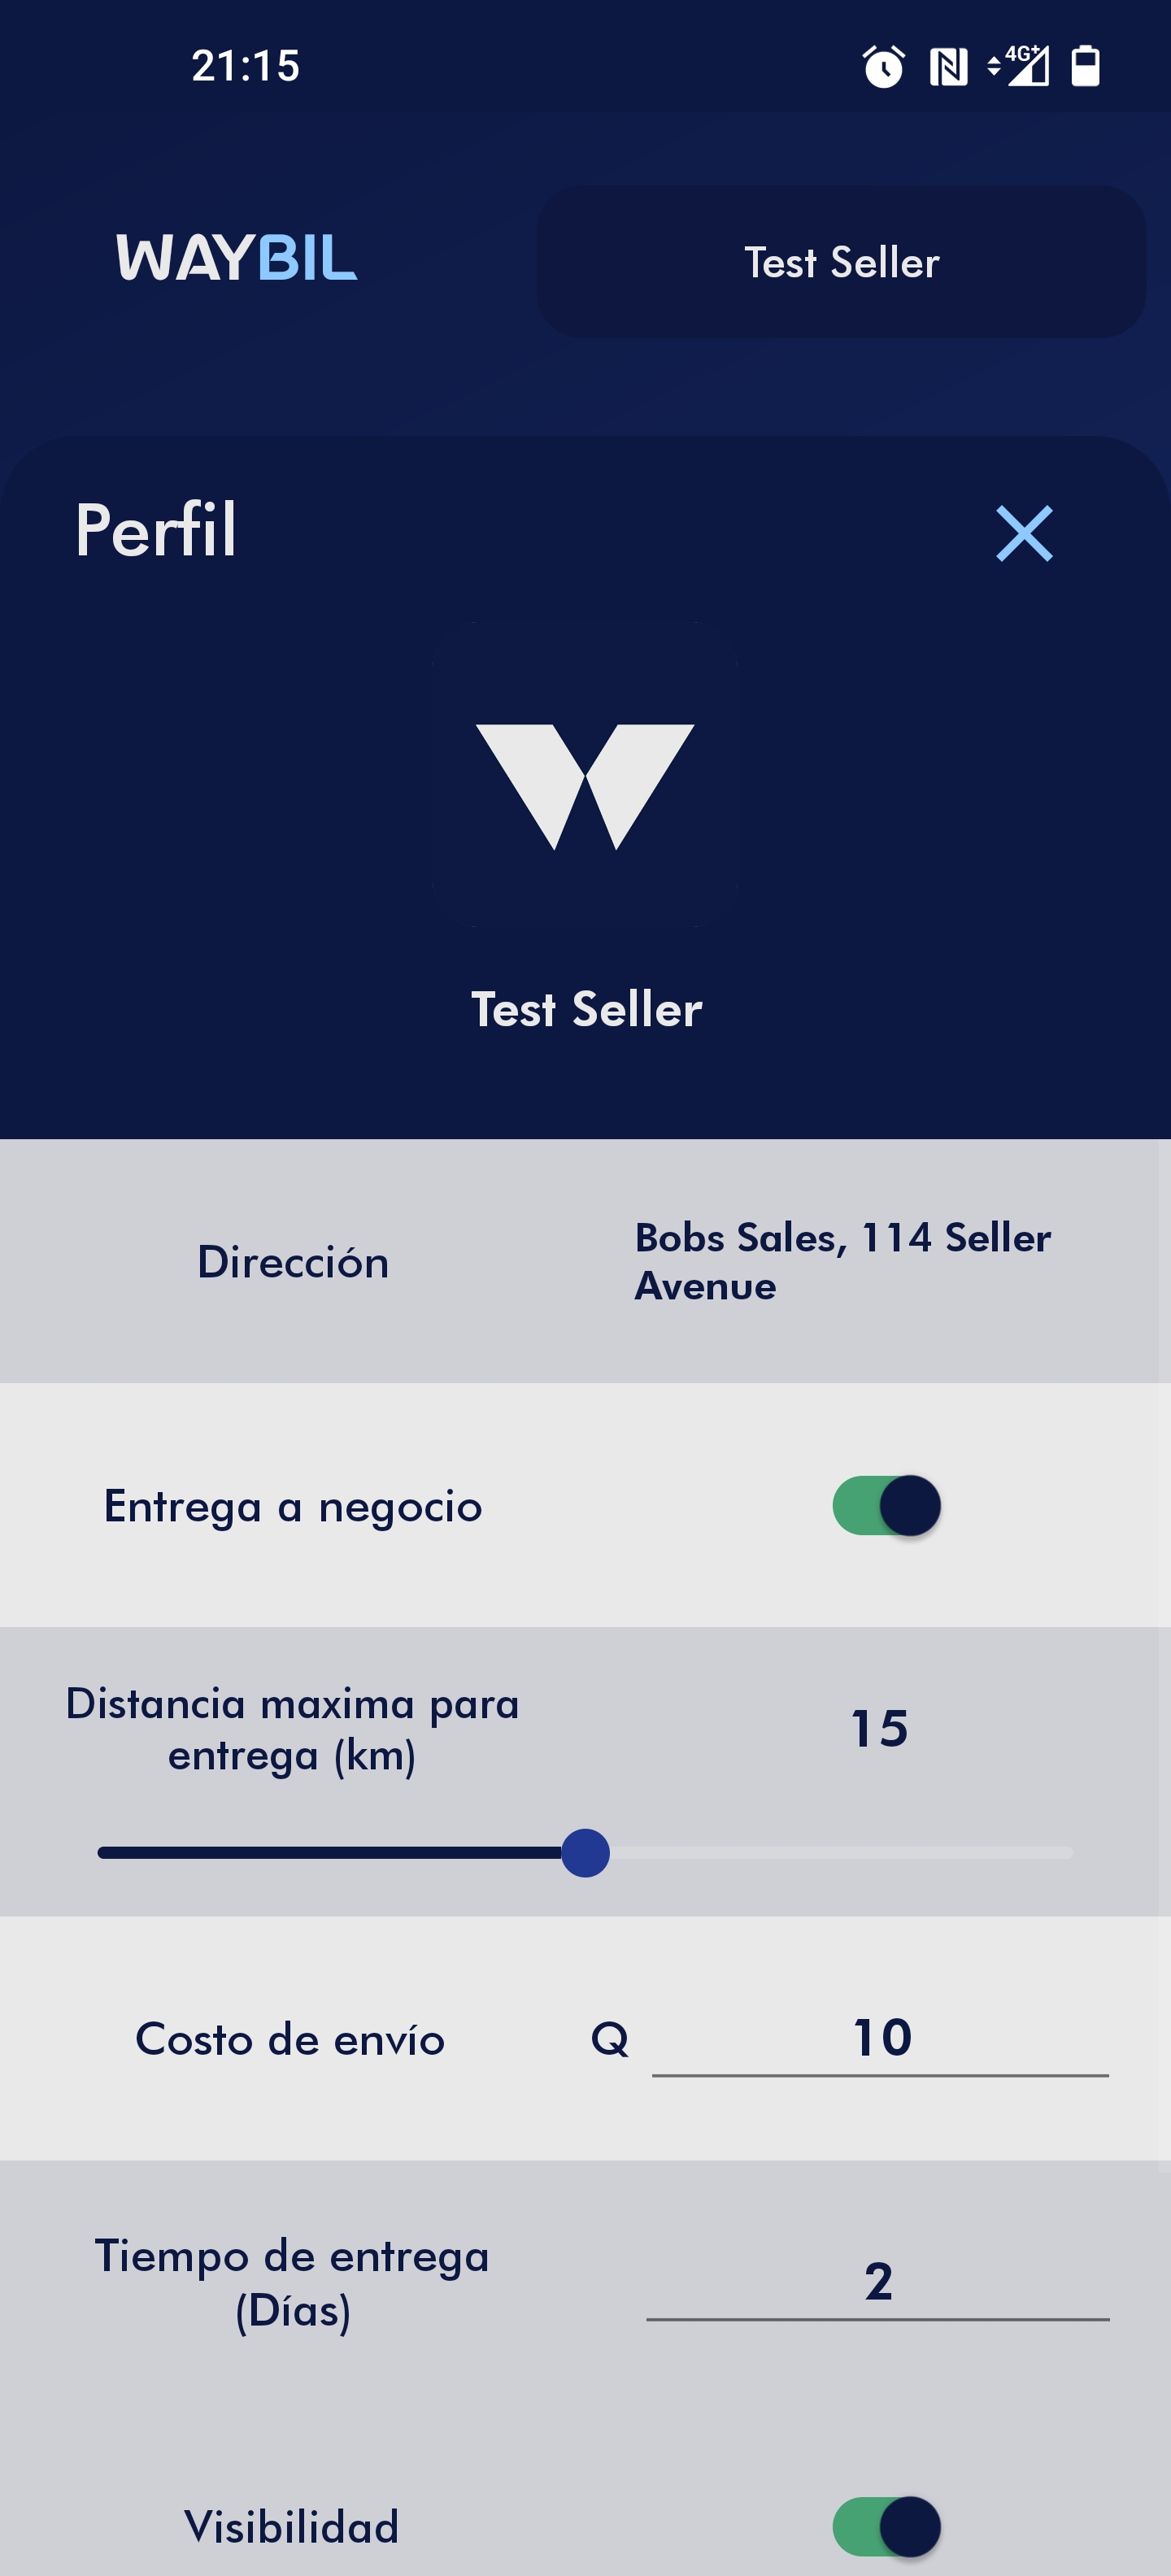 21:15
4G+
WAYBIL
Test Seller
Perfil
Test Seller
Dirección
Bobs Sales, 114 Seller
Avenue
Entrega a negocio
Distancia maxima para
entrega (km)
15
Costo de envío
Q
10
Tiempo de entrega
(Días)
2
Visibilidad